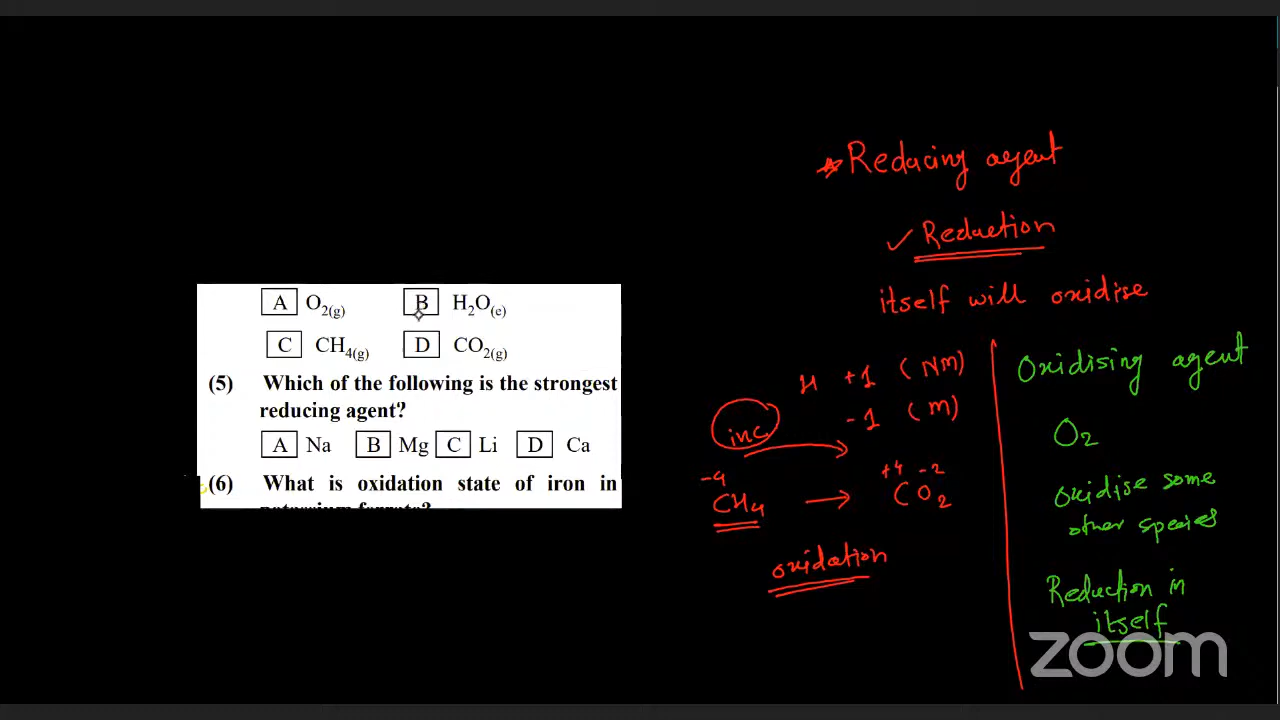 A O2(g) B H2O(e)
C CH4(g) D CO2(g)
(5) Which of the following is the strongest
reducing agent?
A Na B Mg C Li D Ca
(6) What is oxidation state of iron in
Reducing agent
✓ Reduction
itself will oxidise
H +1 (NM)
-1 (M)
inc
-4 +4 -2
CH4 → CO2
oxidation
Oxidising agent
O2
oxidise some
other species
Reduction in
itself
zoom